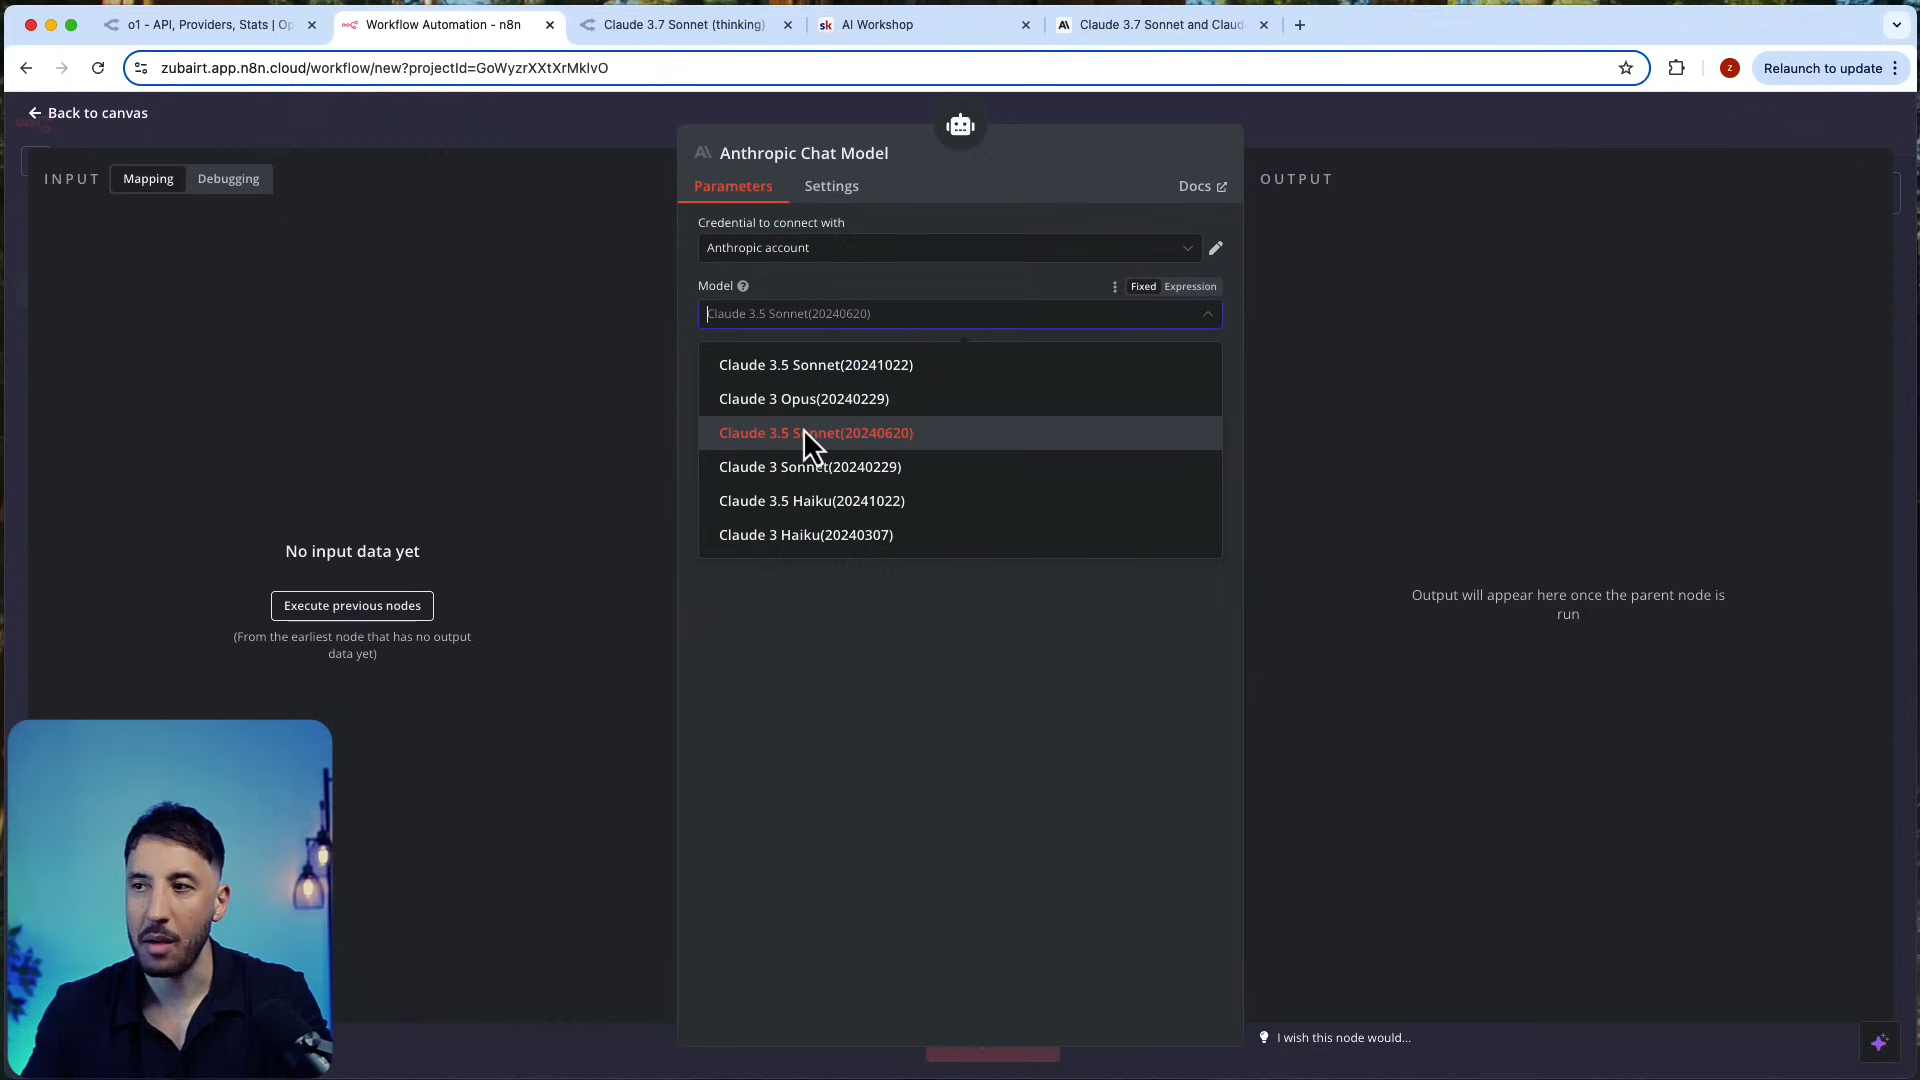 o1 - API, Providers, Stats | Op
Workflow Automation - n8n
Claude 3.7 Sonnet (thinking)
sk AI Workshop
Claude 3.7 Sonnet and Claud
zubairt.app.n8n.cloud/workflow/new?projectId=GoWyzrXXtXrMklvO
z
Relaunch to update
Back to canvas
Anthropic Chat Model
INPUT
Mapping
Debugging
Parameters
Settings
Docs
OUTPUT
Credential to connect with
Anthropic account
Model
Fixed
Expression
Claude 3.5 Sonnet(20240620)
Claude 3.5 Sonnet(20241022)
Claude 3 Opus(20240229)
Claude 3.5 Sonnet(20240620)
Claude 3 Sonnet(20240229)
Claude 3.5 Haiku(20241022)
Claude 3 Haiku(20240307)
No input data yet
Execute previous nodes
(From the earliest node that has no output
data yet)
Output will appear here once the parent node is
run
I wish this node would...